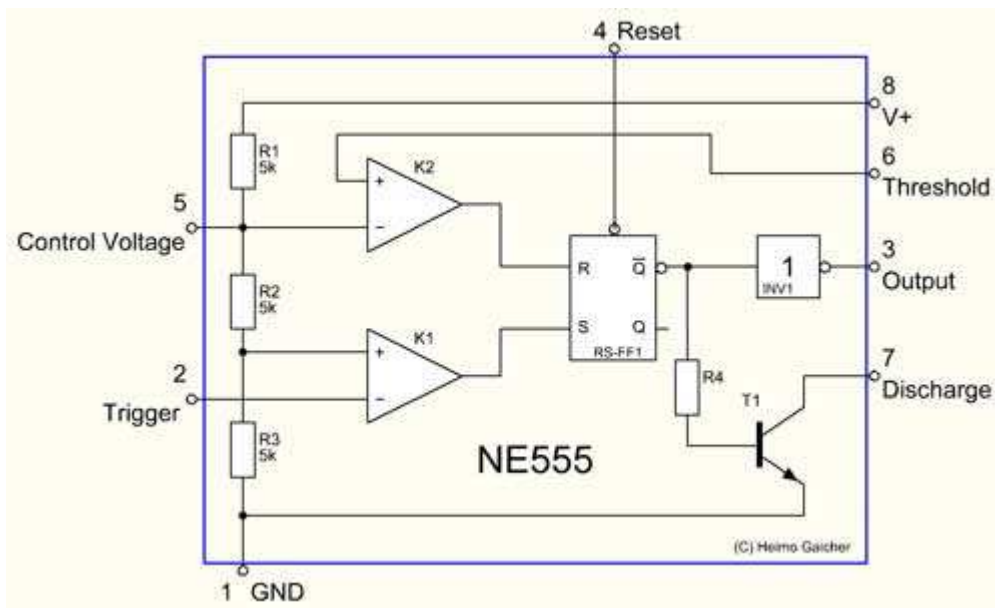 4 Reset
8
V+
R1
5k
K2
+
−
6
Threshold
5
Control Voltage
R
Q̅
1
INV1
3
Output
R2
5k
K1
+
−
S
Q
RS-FF1
2
Trigger
R4
7
Discharge
T1
R3
5k
NE555
(C) Heimo Gaicher
1 GND